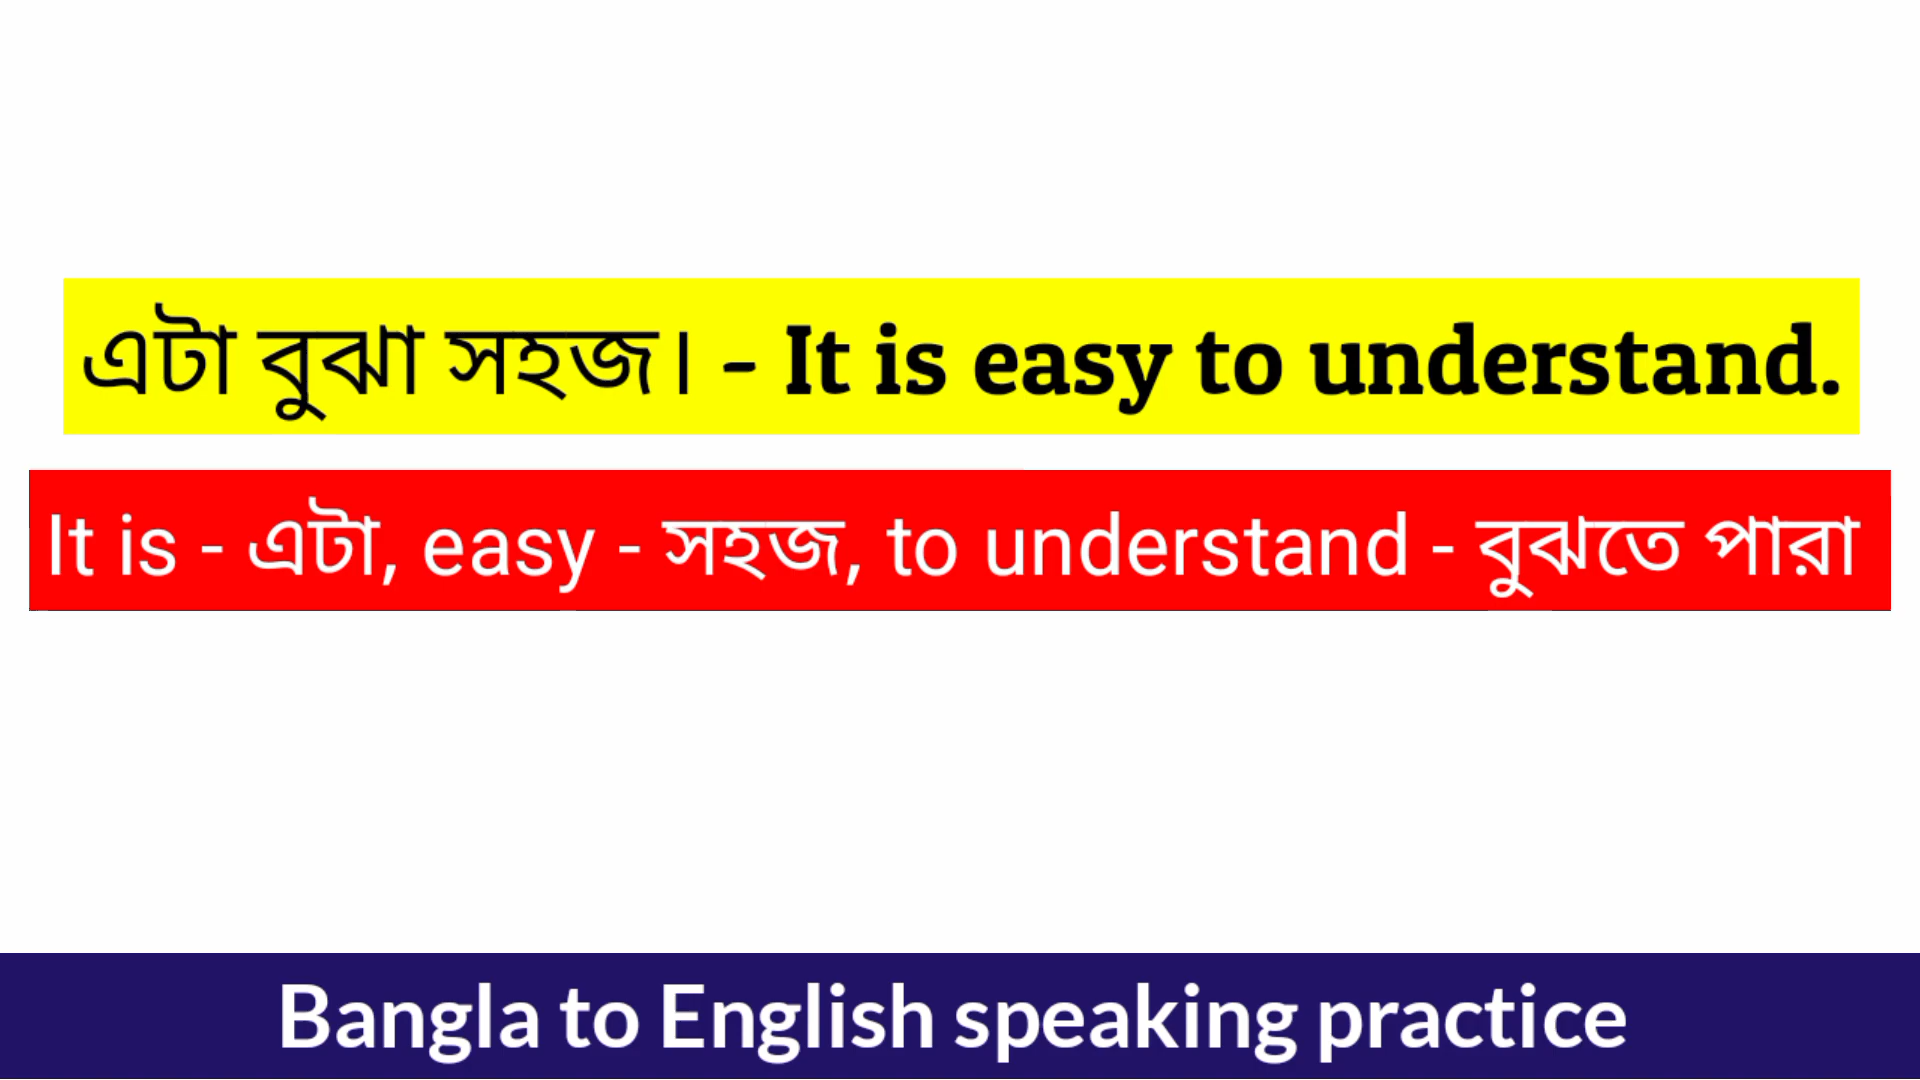 এটা বুঝা সহজ। - It is easy to understand.
It is - এটা, easy - সহজ, to understand - বুঝতে পারা
Bangla to English speaking practice